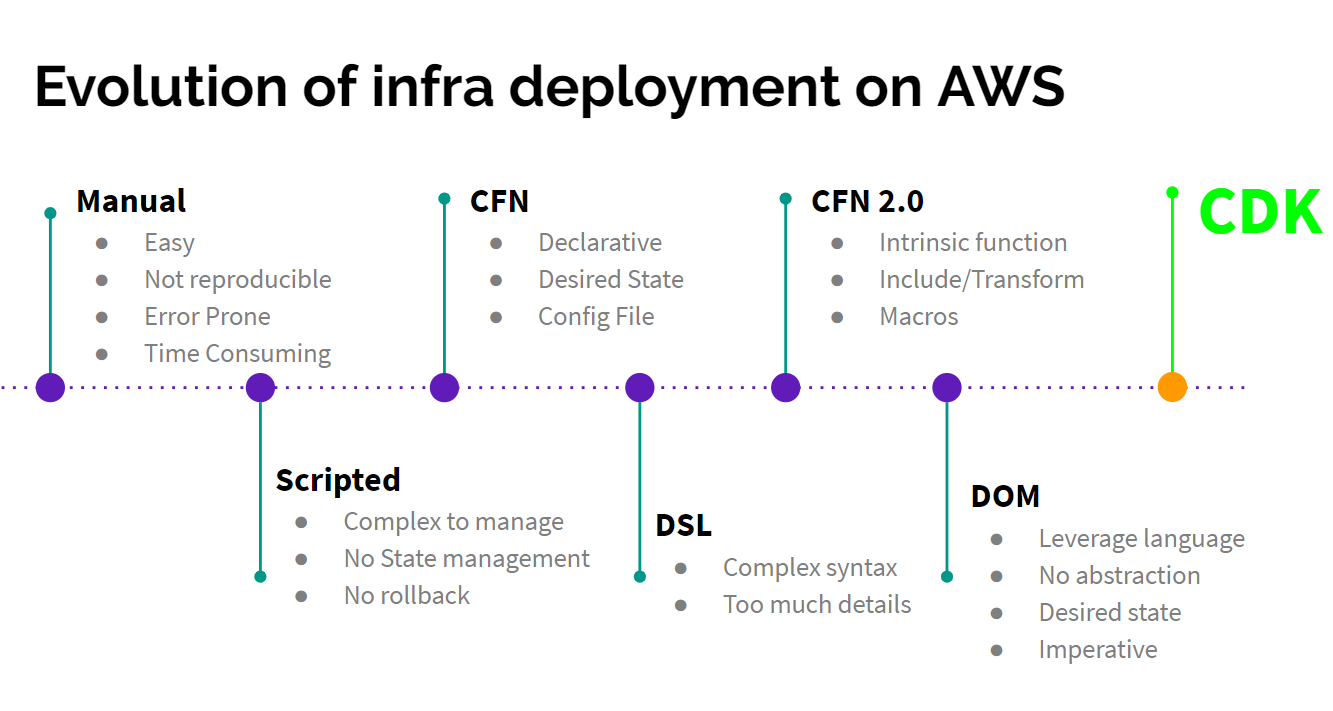 Evolution of infra deployment on AWS
Manual
● Easy
● Not reproducible
● Error Prone
● Time Consuming
Scripted
● Complex to manage
● No State management
● No rollback
CFN
● Declarative
● Desired State
● Config File
DSL
● Complex syntax
● Too much details
CFN 2.0
● Intrinsic function
● Include/Transform
● Macros
DOM
● Leverage language
● No abstraction
● Desired state
● Imperative
CDK